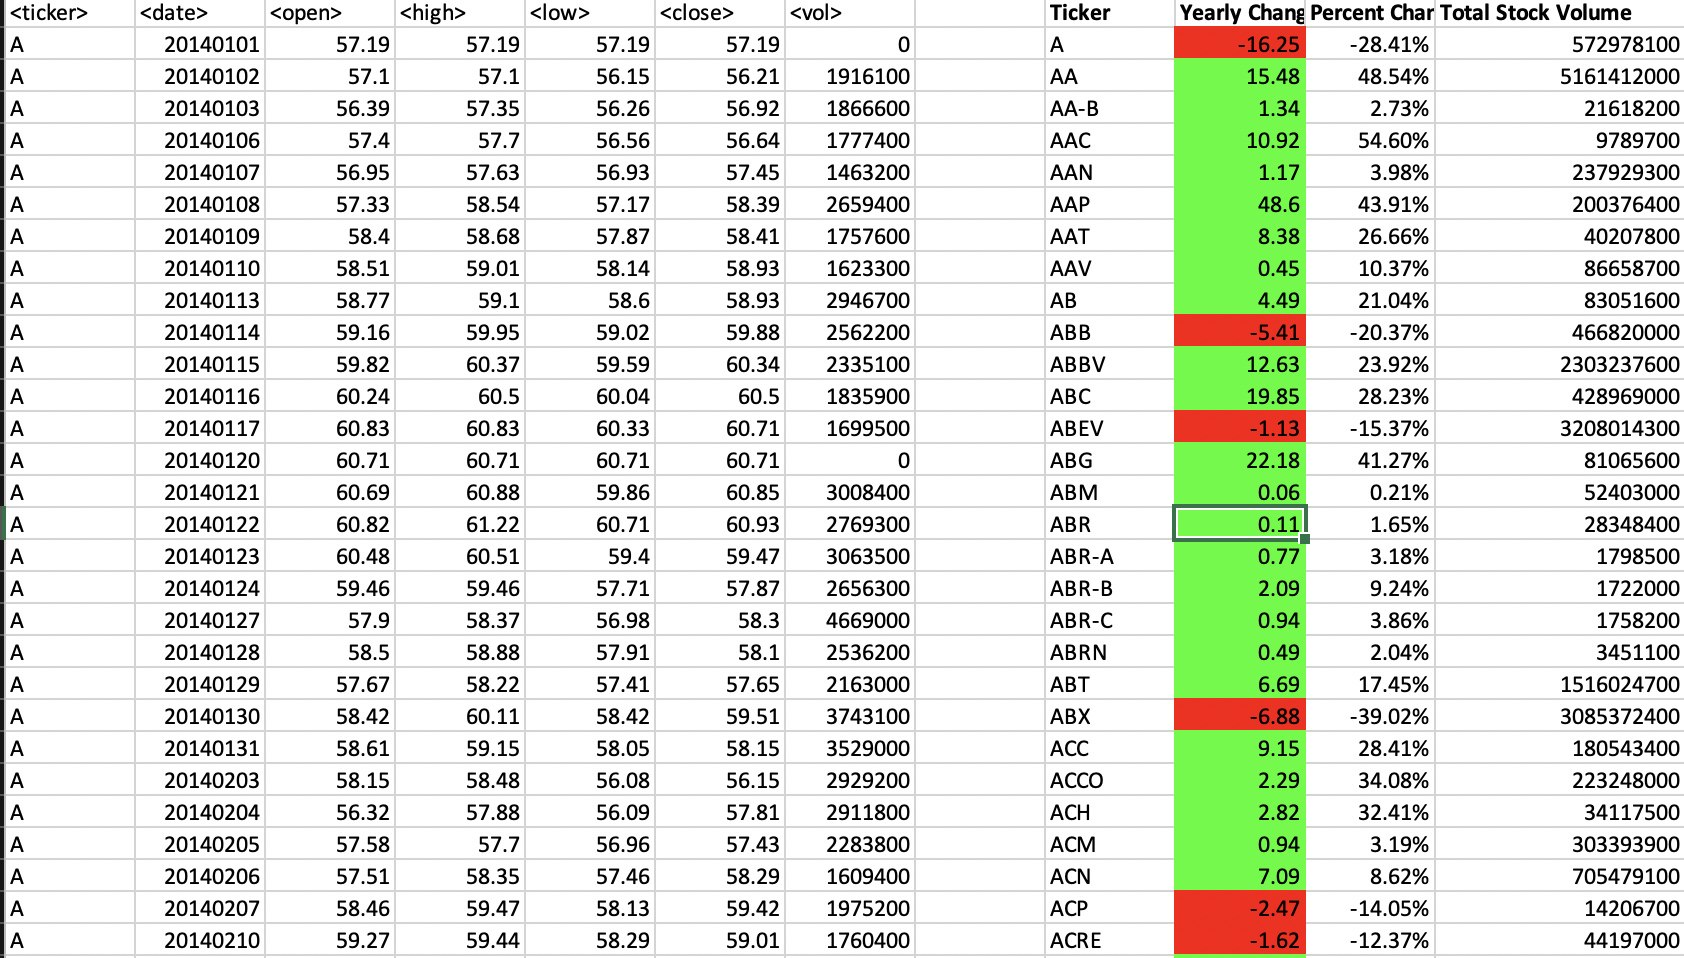 <ticker> <date> <open> <high> <low> <close> <vol> Ticker Yearly Chang Percent Char Total Stock Volume
A 20140101 57.19 57.19 57.19 57.19 0 A -16.25 -28.41% 572978100
A 20140102 57.1 57.1 56.15 56.21 1916100 AA 15.48 48.54% 5161412000
A 20140103 56.39 57.35 56.26 56.92 1866600 AA-B 1.34 2.73% 21618200
A 20140106 57.4 57.7 56.56 56.64 1777400 AAC 10.92 54.60% 9789700
A 20140107 56.95 57.63 56.93 57.45 1463200 AAN 1.17 3.98% 237929300
A 20140108 57.33 58.54 57.17 58.39 2659400 AAP 48.6 43.91% 200376400
A 20140109 58.4 58.68 57.87 58.41 1757600 AAT 8.38 26.66% 40207800
A 20140110 58.51 59.01 58.14 58.93 1623300 AAV 0.45 10.37% 86658700
A 20140113 58.77 59.1 58.6 58.93 2946700 AB 4.49 21.04% 83051600
A 20140114 59.16 59.95 59.02 59.88 2562200 ABB -5.41 -20.37% 466820000
A 20140115 59.82 60.37 59.59 60.34 2335100 ABBV 12.63 23.92% 2303237600
A 20140116 60.24 60.5 60.04 60.5 1835900 ABC 19.85 28.23% 428969000
A 20140117 60.83 60.83 60.33 60.71 1699500 ABEV -1.13 -15.37% 3208014300
A 20140120 60.71 60.71 60.71 60.71 0 ABG 22.18 41.27% 81065600
A 20140121 60.69 60.88 59.86 60.85 3008400 ABM 0.06 0.21% 52403000
A 20140122 60.82 61.22 60.71 60.93 2769300 ABR 0.11 1.65% 28348400
A 20140123 60.48 60.51 59.4 59.47 3063500 ABR-A 0.77 3.18% 1798500
A 20140124 59.46 59.46 57.71 57.87 2656300 ABR-B 2.09 9.24% 1722000
A 20140127 57.9 58.37 56.98 58.3 4669000 ABR-C 0.94 3.86% 1758200
A 20140128 58.5 58.88 57.91 58.1 2536200 ABRN 0.49 2.04% 3451100
A 20140129 57.67 58.22 57.41 57.65 2163000 ABT 6.69 17.45% 1516024700
A 20140130 58.42 60.11 58.42 59.51 3743100 ABX -6.88 -39.02% 3085372400
A 20140131 58.61 59.15 58.05 58.15 3529000 ACC 9.15 28.41% 180543400
A 20140203 58.15 58.48 56.08 56.15 2929200 ACCO 2.29 34.08% 223248000
A 20140204 56.32 57.88 56.09 57.81 2911800 ACH 2.82 32.41% 34117500
A 20140205 57.58 57.7 56.96 57.43 2283800 ACM 0.94 3.19% 303393900
A 20140206 57.51 58.35 57.46 58.29 1609400 ACN 7.09 8.62% 705479100
A 20140207 58.46 59.47 58.13 59.42 1975200 ACP -2.47 -14.05% 14206700
A 20140210 59.27 59.44 58.29 59.01 1760400 ACRE -1.62 -12.37% 44197000